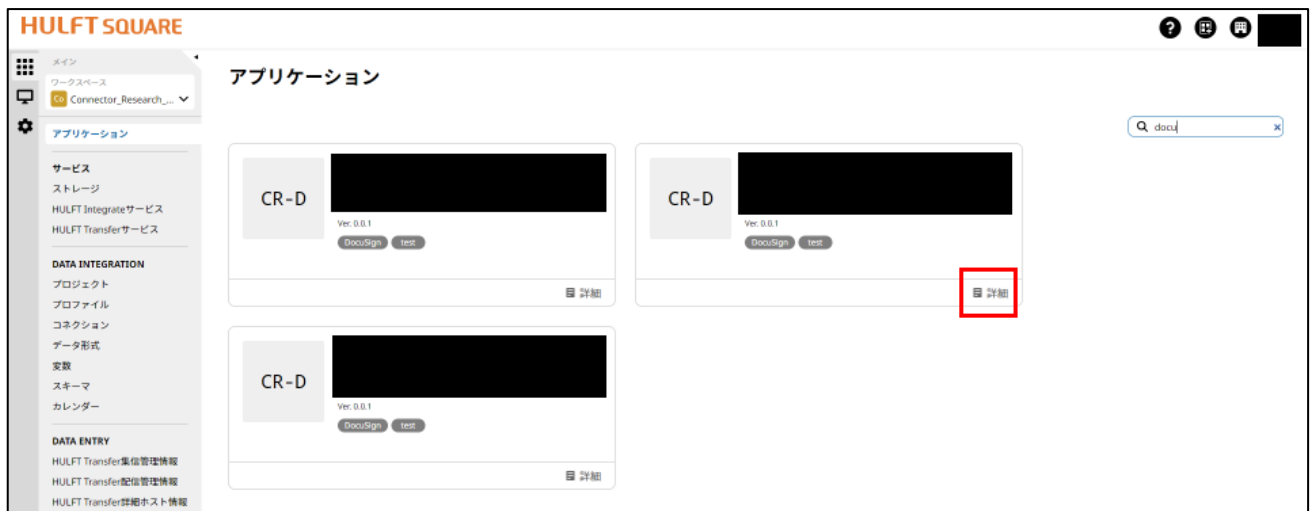 HULFT SQUARE
メイン
ワークスペース
Co Connector_Research_...
アプリケーション
サービス
ストレージ
HULFT Integrateサービス
HULFT Transferサービス
DATA INTEGRATION
プロジェクト
プロファイル
コネクション
データ形式
変数
スキーマ
カレンダー
DATA ENTRY
HULFT Transfer集信管理情報
HULFT Transfer配信管理情報
HULFT Transfer詳細ホスト情報
アプリケーション
docu
CR-D
Ver. 0.0.1
DocuSign test
詳細
CR-D
Ver. 0.0.1
DocuSign test
詳細
CR-D
Ver. 0.0.1
DocuSign test
詳細